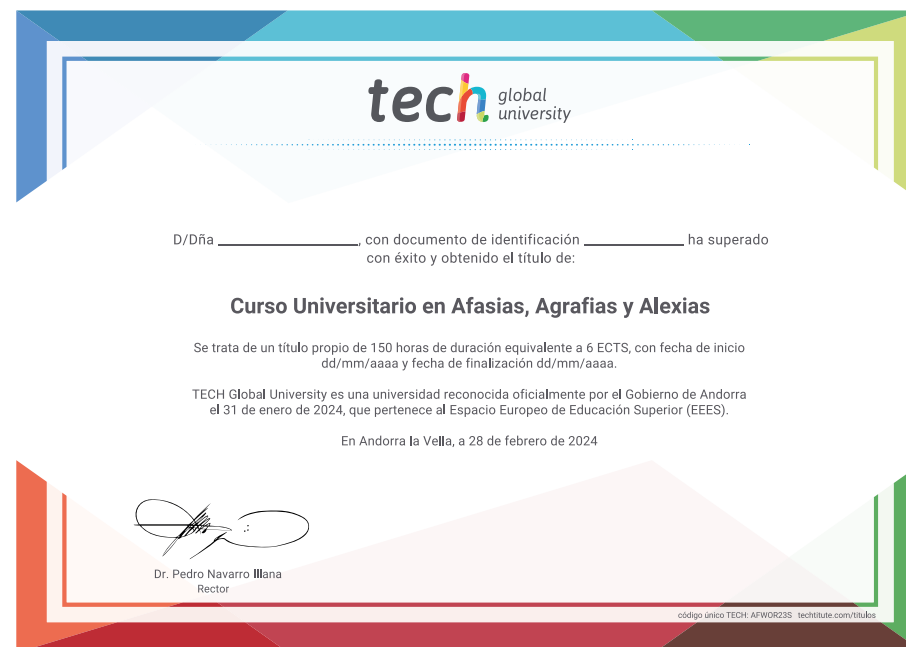 tech global
university
D/Dña ____________, con documento de identificación ____________ ha superado
con éxito y obtenido el título de:
Curso Universitario en Afasias, Agrafias y Alexias
Se trata de un título propio de 150 horas de duración equivalente a 6 ECTS, con fecha de inicio
dd/mm/aaaa y fecha de finalización dd/mm/aaaa.
TECH Global University es una universidad reconocida oficialmente por el Gobierno de Andorra
el 31 de enero de 2024, que pertenece al Espacio Europeo de Educación Superior (EEES).
En Andorra la Vella, a 28 de febrero de 2024
Dr. Pedro Navarro Illana
Rector
código único TECH: AFWOR23S techtitute.com/titulos